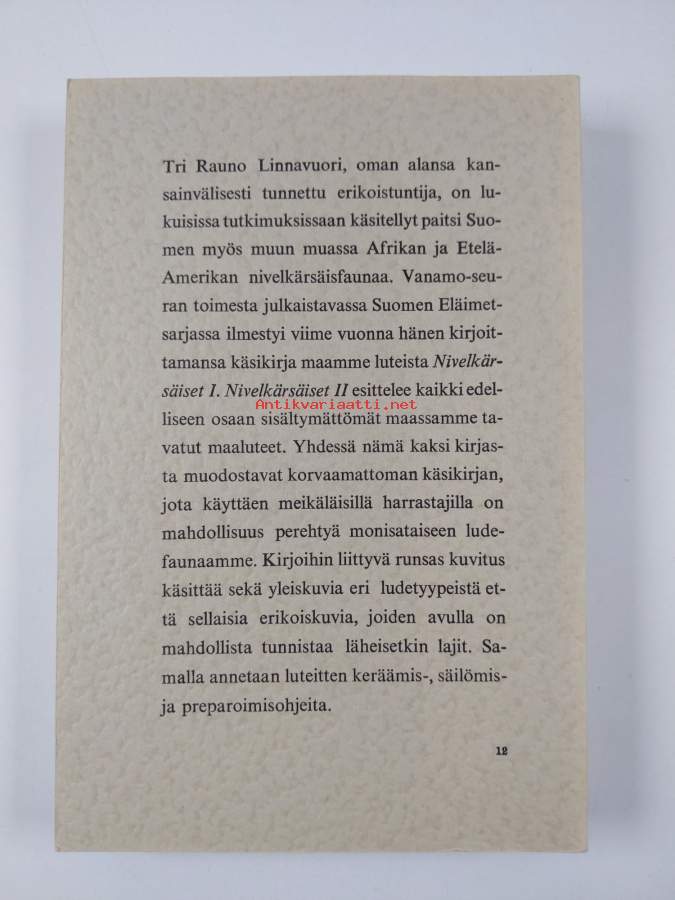 Tri Rauno Linnavuori, oman alansa kan-
sainvälisesti tunnettu erikoistuntija, on lu-
kuisissa tutkimuksissaan käsitellyt paitsi Suo-
men myös muun muassa Afrikan ja Etelä-
Amerikan nivelkärsäisfaunaa. Vanamo-seu-
ran toimesta julkaistavassa Suomen Eläimet-
sarjassa ilmestyi viime vuonna hänen kirjoit-
tamansa käsikirja maamme luteista Nivelkär-
säiset I. Nivelkärsäiset II esittelee kaikki edel-
Antikvariaatti.net
liseen osaan sisältymättömät maassamme ta-
vatut maaluteet. Yhdessä nämä kaksi kirjas-
ta muodostavat korvaamattoman käsikirjan,
jota käyttäen meikäläisillä harrastajilla on
mahdollisuus perehtyä monisataiseen lude-
faunaamme. Kirjoihin liittyvä runsas kuvitus
käsittää sekä yleiskuvia eri ludetyypeistä et-
tä sellaisia erikoiskuvia, joiden avulla on
mahdollista tunnistaa läheisetkin lajit. Sa-
malla annetaan luteitten keräämis-, säilömis-
ja preparoimisohjeita.
12